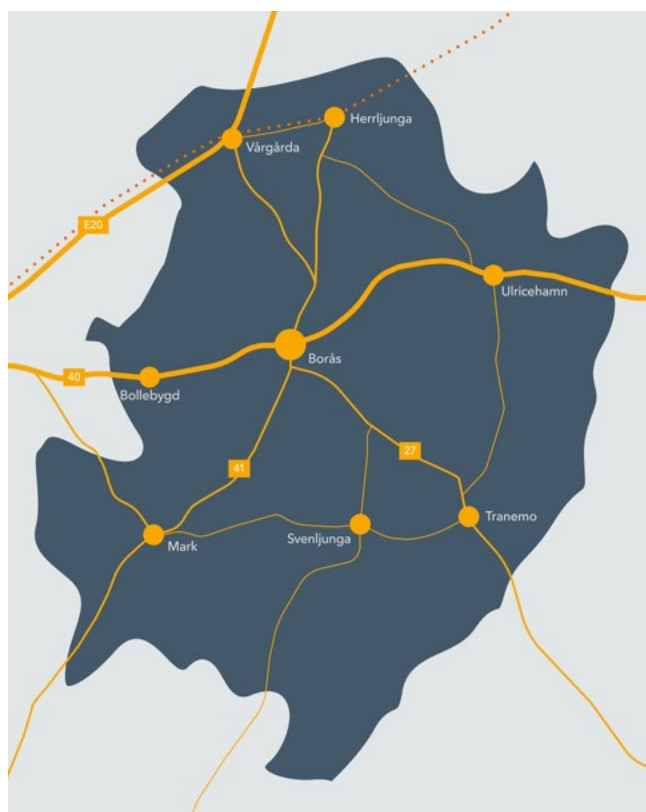 Herrljunga
Vårgårda
E20
Ulricehamn
Borås
40
Bollebygd
27
41
Tranemo
Svenljunga
Mark